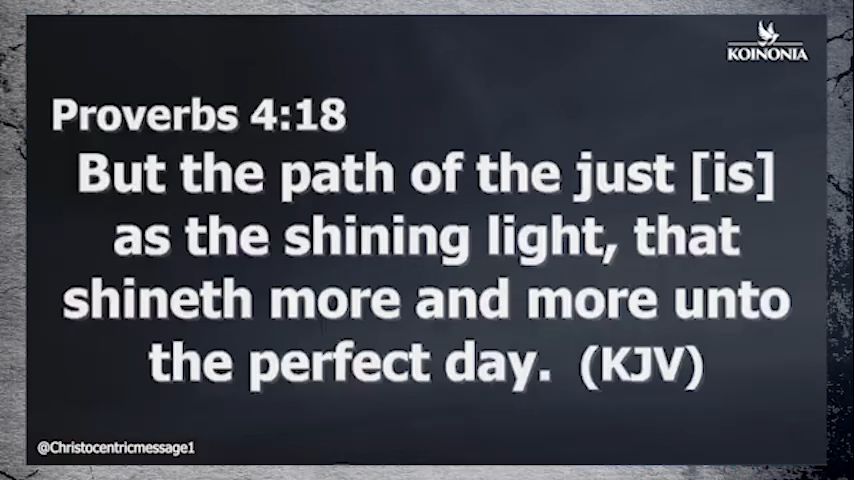 KOINONIA
Proverbs 4:18
But the path of the just [is]
as the shining light, that
shineth more and more unto
the perfect day. (KJV)
@Christocentricmessage1